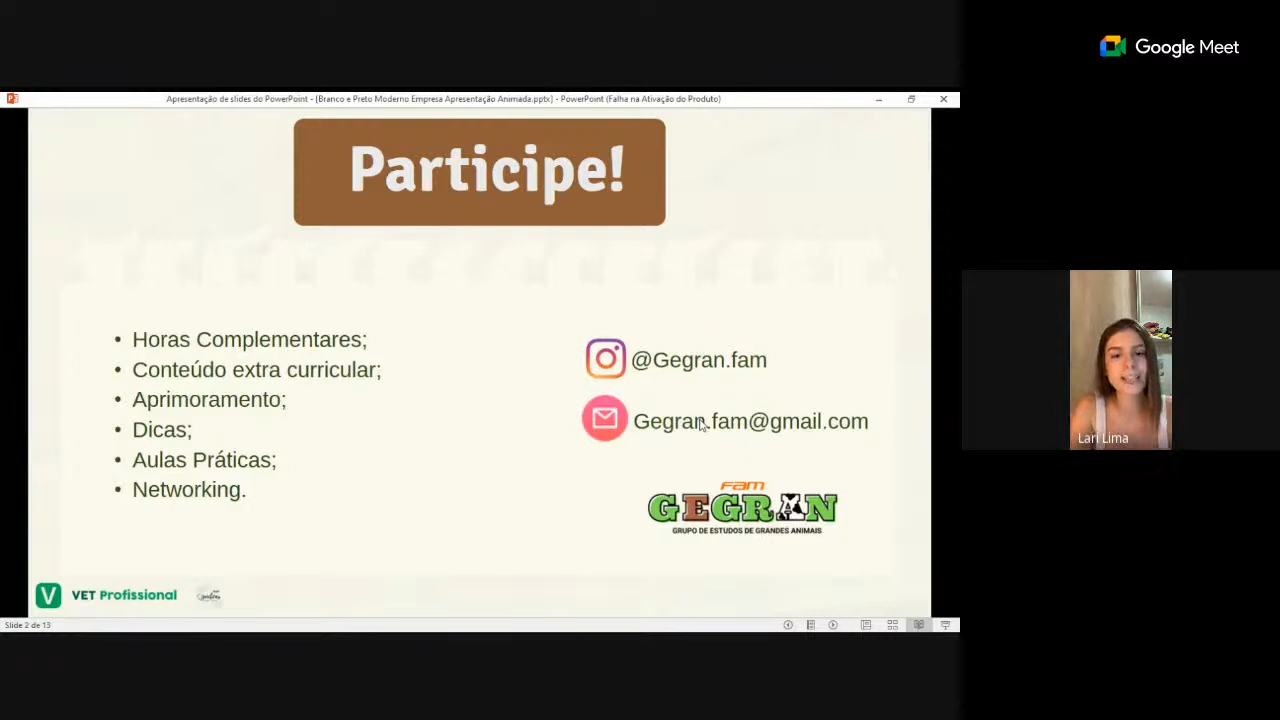 Google Meet
Apresentação de slides do PowerPoint - [Branco e Preto Moderno Empresa Apresentação Animada.pptx] - PowerPoint (Falha na Ativação do Produto)
Participe!
• Horas Complementares;
• Conteúdo extra curricular;
• Aprimoramento;
• Dicas;
• Aulas Práticas;
• Networking.
@Gegran.fam
Gegran.fam@gmail.com
Fam
GEGRAN
GRUPO DE ESTUDOS DE GRANDES ANIMAIS
V VET Profissional
Slide 2 de 13
Lari Lima